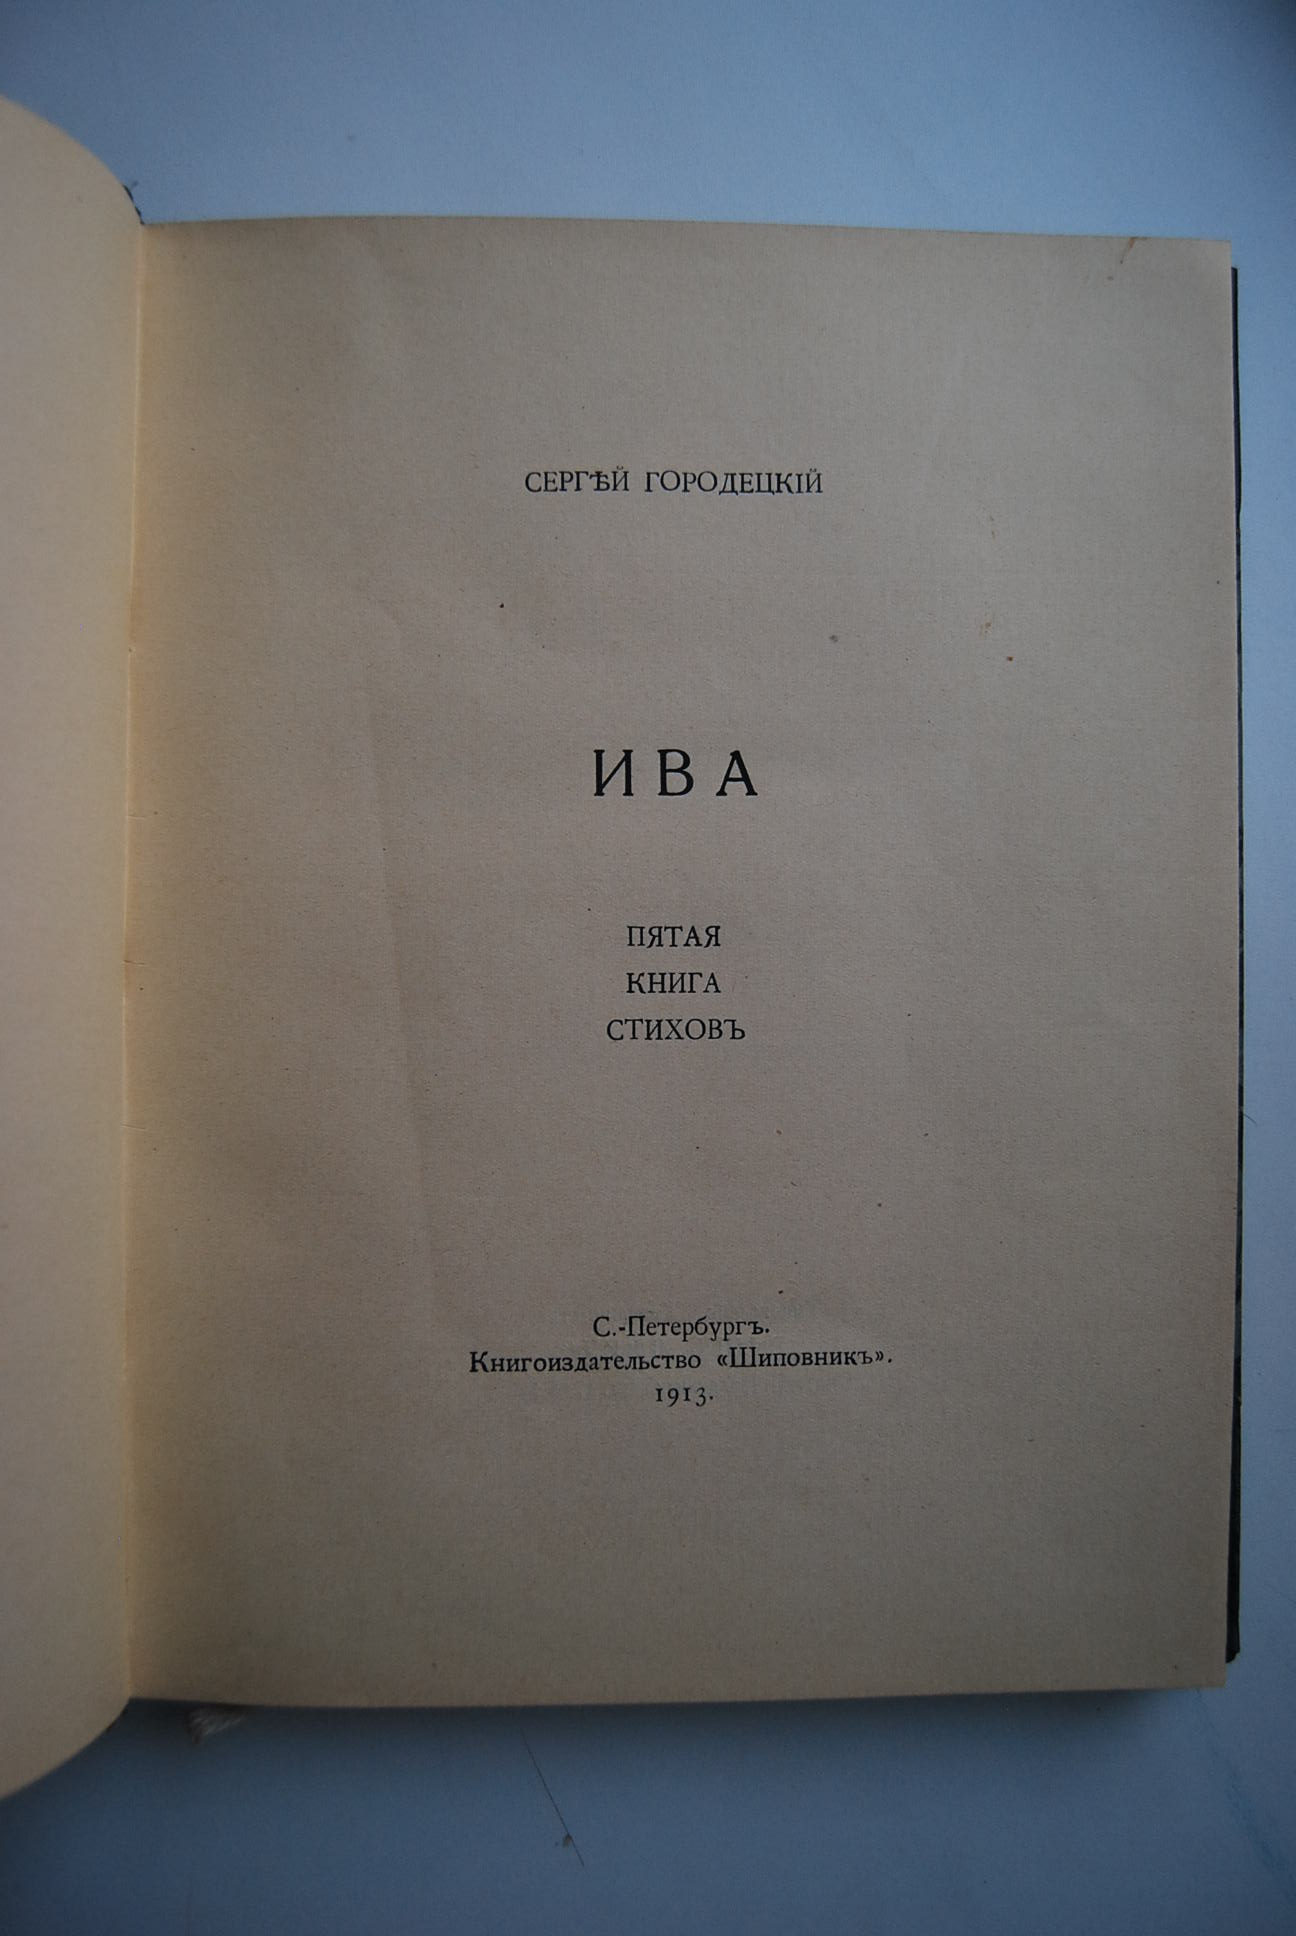 СЕРГѢЙ ГОРОДЕЦКІЙ
ИВА
ПЯТАЯ
КНИГА
СТИХОВЪ
С.-Петербургъ.
Книгоиздательство «Шиповникъ».
1913.